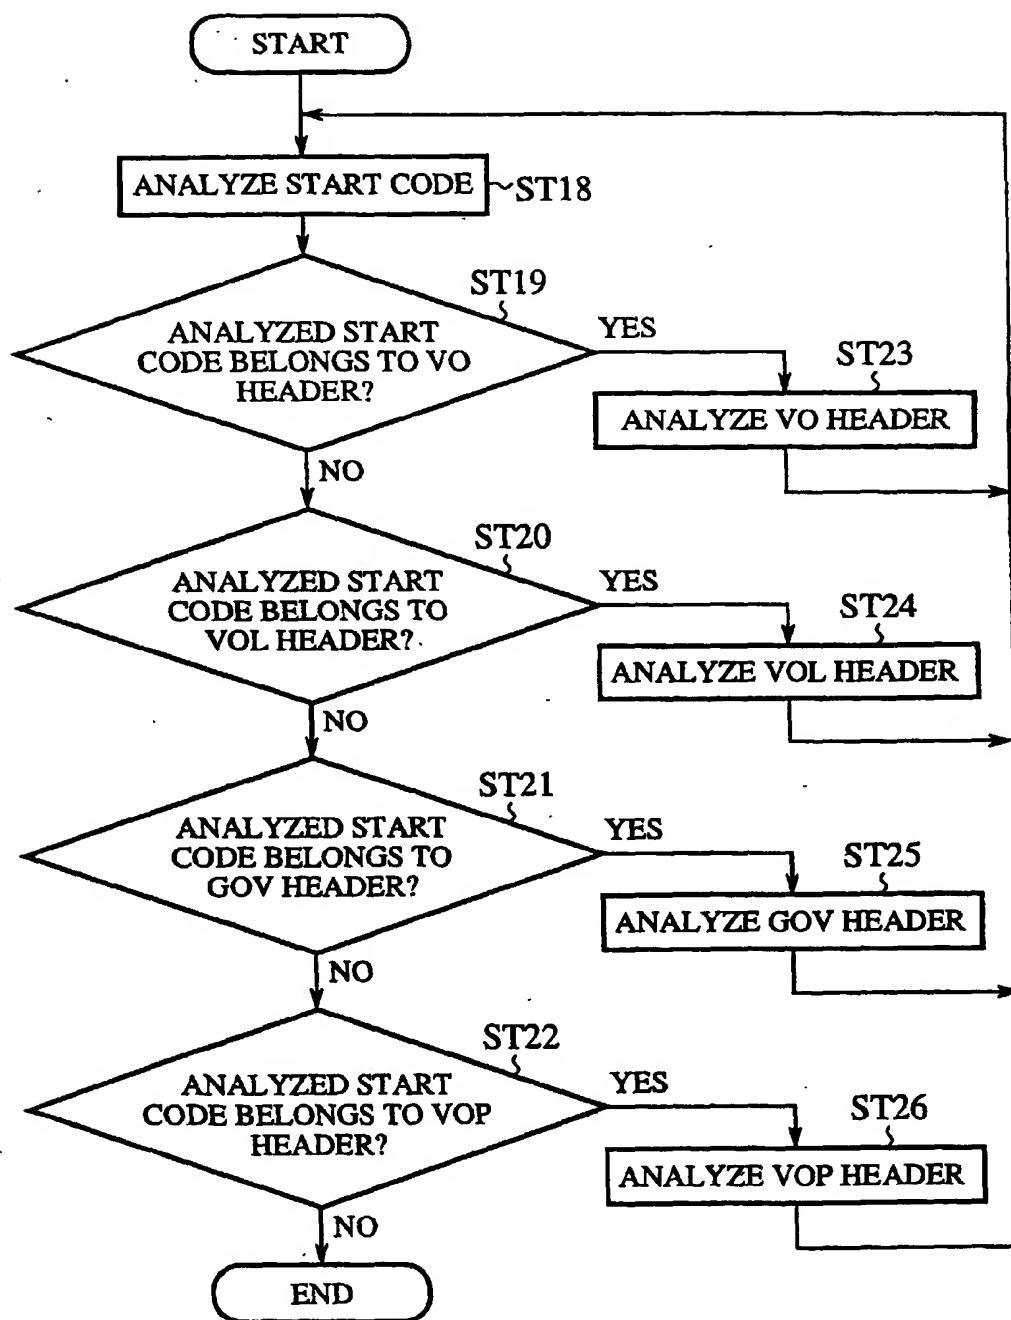 START
ANALYZE START CODE
ST18
ST19
ANALYZED START
CODE BELONGS TO VO
HEADER?
YES
ST23
ANALYZE VO HEADER
NO
ST20
ANALYZED START
CODE BELONGS TO
VOL HEADER?
YES
ST24
ANALYZE VOL HEADER
NO
ST21
ANALYZED START
CODE BELONGS TO
GOV HEADER?
YES
ST25
ANALYZE GOV HEADER
NO
ST22
ANALYZED START
CODE BELONGS TO VOP
HEADER?
YES
ST26
ANALYZE VOP HEADER
NO
END